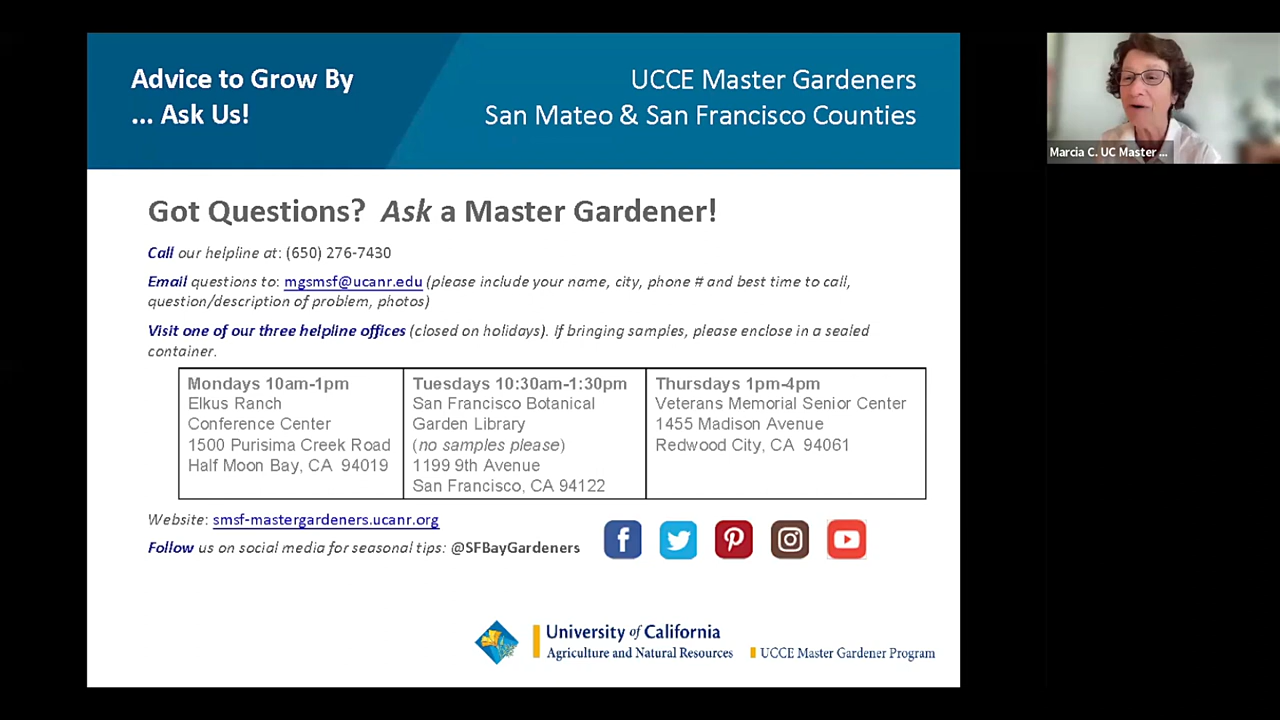 Advice to Grow By
... Ask Us!
UCCE Master Gardeners
San Mateo & San Francisco Counties
Marcia C. UC Master ...
Got Questions? Ask a Master Gardener!
Call our helpline at: (650) 276-7430
Email questions to: mgsmsf@ucanr.edu (please include your name, city, phone # and best time to call,
question/description of problem, photos)
Visit one of our three helpline offices (closed on holidays). If bringing samples, please enclose in a sealed
container.
Mondays 10am-1pm
Elkus Ranch
Conference Center
1500 Purisima Creek Road
Half Moon Bay, CA 94019
Tuesdays 10:30am-1:30pm
San Francisco Botanical
Garden Library
(no samples please)
1199 9th Avenue
San Francisco, CA 94122
Thursdays 1pm-4pm
Veterans Memorial Senior Center
1455 Madison Avenue
Redwood City, CA 94061
Website: smsf-mastergardeners.ucanr.org
Follow us on social media for seasonal tips: @SFBayGardeners
University of California
Agriculture and Natural Resources
UCCE Master Gardener Program